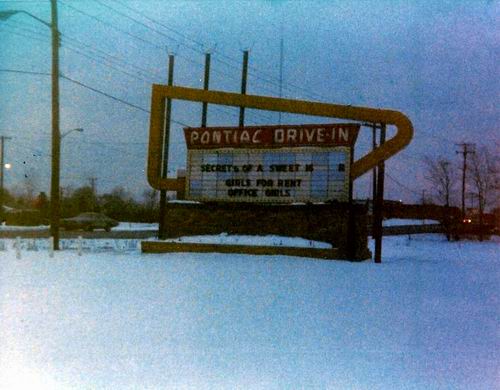 PONTIAC DRIVE-IN
SECRETS OF A SWEET 16 R
GIRLS FOR RENT
OFFICE GIRLS